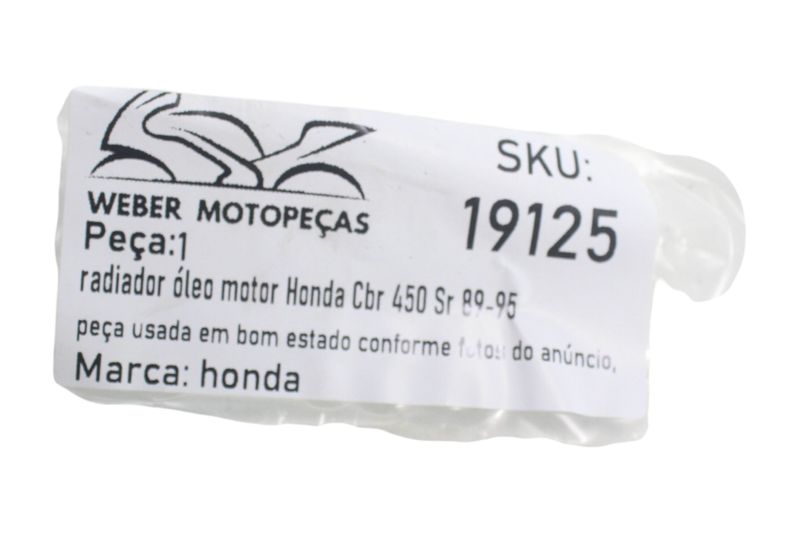 WEBER MOTOPEÇAS
SKU:
19125
Peça:1
radiador óleo motor Honda Cbr 450 Sr 89-95
peça usada em bom estado conforme fotos do anúncio,
Marca: honda